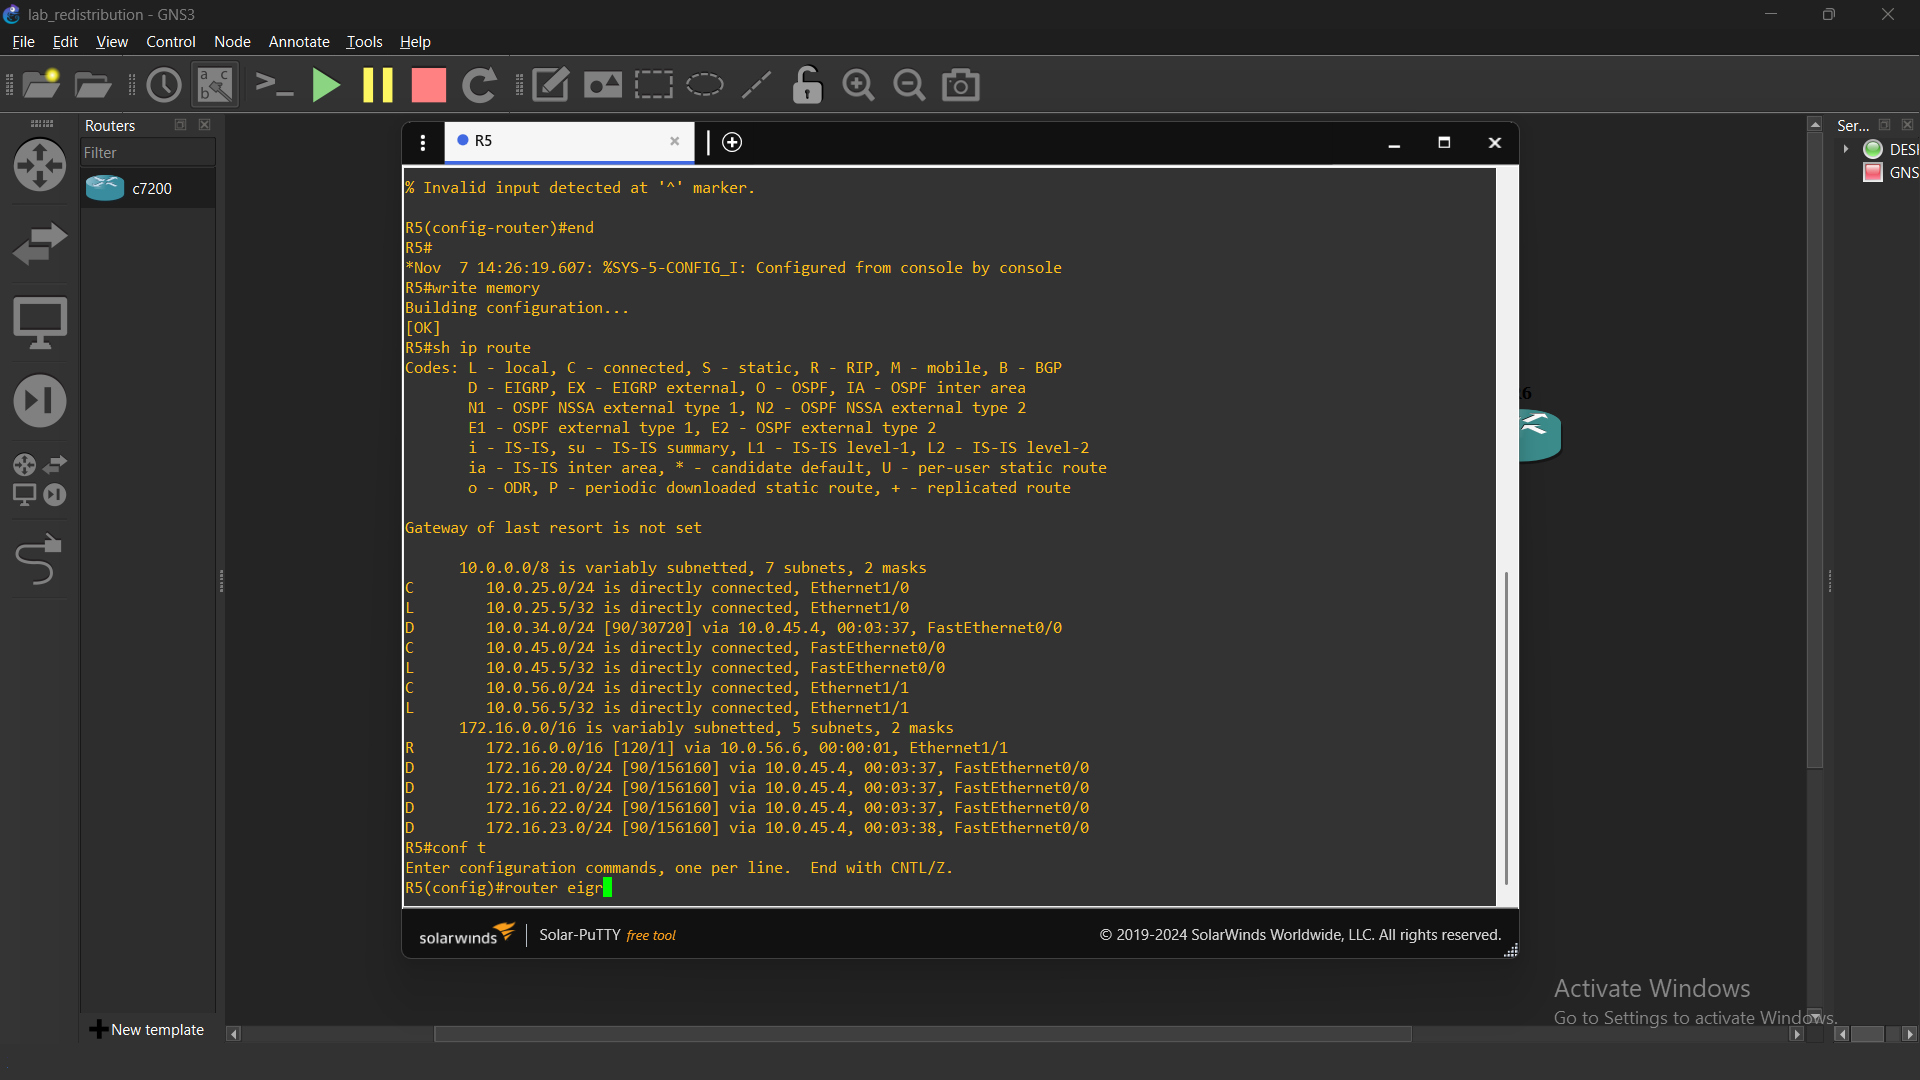 lab_redistribution - GNS3
File Edit View Control Node Annotate Tools Help
Routers
Filter
c7200
New template
R5
% Invalid input detected at '^' marker.
R5(config-router)#end
R5#
*Nov  7 14:26:19.607: %SYS-5-CONFIG_I: Configured from console by console
R5#write memory
Building configuration...
[OK]
R5#sh ip route
Codes: L - local, C - connected, S - static, R - RIP, M - mobile, B - BGP
D - EIGRP, EX - EIGRP external, O - OSPF, IA - OSPF inter area
N1 - OSPF NSSA external type 1, N2 - OSPF NSSA external type 2
E1 - OSPF external type 1, E2 - OSPF external type 2
i - IS-IS, su - IS-IS summary, L1 - IS-IS level-1, L2 - IS-IS level-2
ia - IS-IS inter area, * - candidate default, U - per-user static route
o - ODR, P - periodic downloaded static route, + - replicated route
Gateway of last resort is not set
10.0.0.0/8 is variably subnetted, 7 subnets, 2 masks
C 10.0.25.0/24 is directly connected, Ethernet1/0
L 10.0.25.5/32 is directly connected, Ethernet1/0
D 10.0.34.0/24 [90/30720] via 10.0.45.4, 00:03:37, FastEthernet0/0
C 10.0.45.0/24 is directly connected, FastEthernet0/0
L 10.0.45.5/32 is directly connected, FastEthernet0/0
C 10.0.56.0/24 is directly connected, Ethernet1/1
L 10.0.56.5/32 is directly connected, Ethernet1/1
172.16.0.0/16 is variably subnetted, 5 subnets, 2 masks
R 172.16.0.0/16 [120/1] via 10.0.56.6, 00:00:01, Ethernet1/1
D 172.16.20.0/24 [90/156160] via 10.0.45.4, 00:03:37, FastEthernet0/0
D 172.16.21.0/24 [90/156160] via 10.0.45.4, 00:03:37, FastEthernet0/0
D 172.16.22.0/24 [90/156160] via 10.0.45.4, 00:03:37, FastEthernet0/0
D 172.16.23.0/24 [90/156160] via 10.0.45.4, 00:03:38, FastEthernet0/0
R5#conf t
Enter configuration commands, one per line.  End with CNTL/Z.
R5(config)#router eigr
solarwinds Solar-PuTTY free tool
© 2019-2024 SolarWinds Worldwide, LLC. All rights reserved.
6
Ser...
DESI
GNS
Activate Windows
Go to Settings to activate Windows.